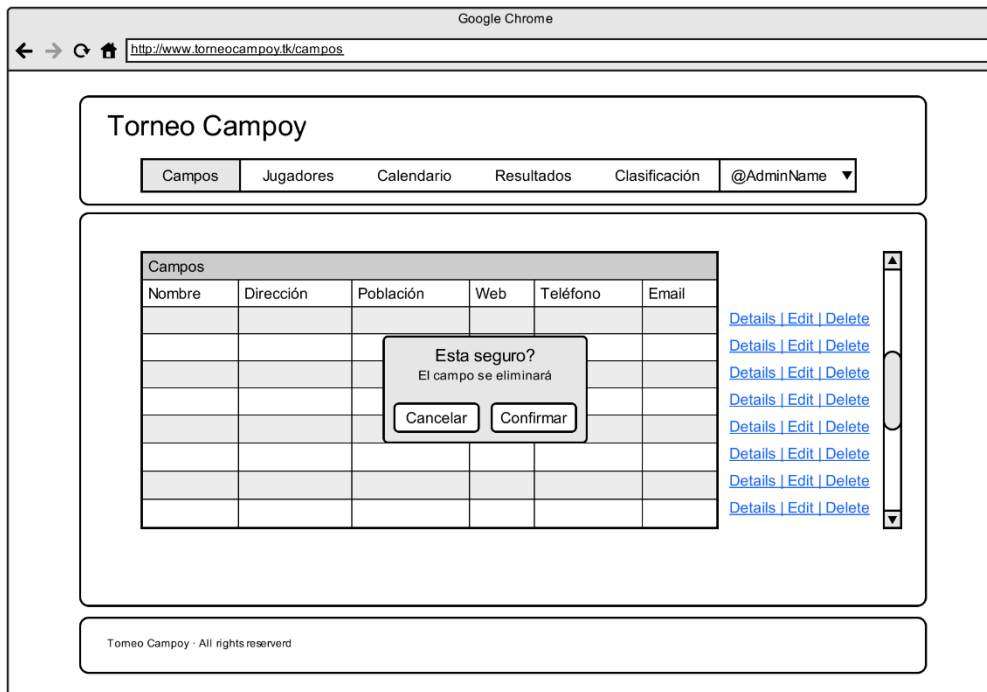 Google Chrome
http://www.torneocampoy.tk/campos
Torneo Campoy
Campos Jugadores Calendario Resultados Clasificación @AdminName
Campos
Nombre Dirección Población Web Teléfono Email
Details | Edit | Delete
Details | Edit | Delete
Details | Edit | Delete
Details | Edit | Delete
Details | Edit | Delete
Details | Edit | Delete
Details | Edit | Delete
Details | Edit | Delete
Esta seguro?
El campo se eliminará
Cancelar Confirmar
Torneo Campoy · All rights reserverd